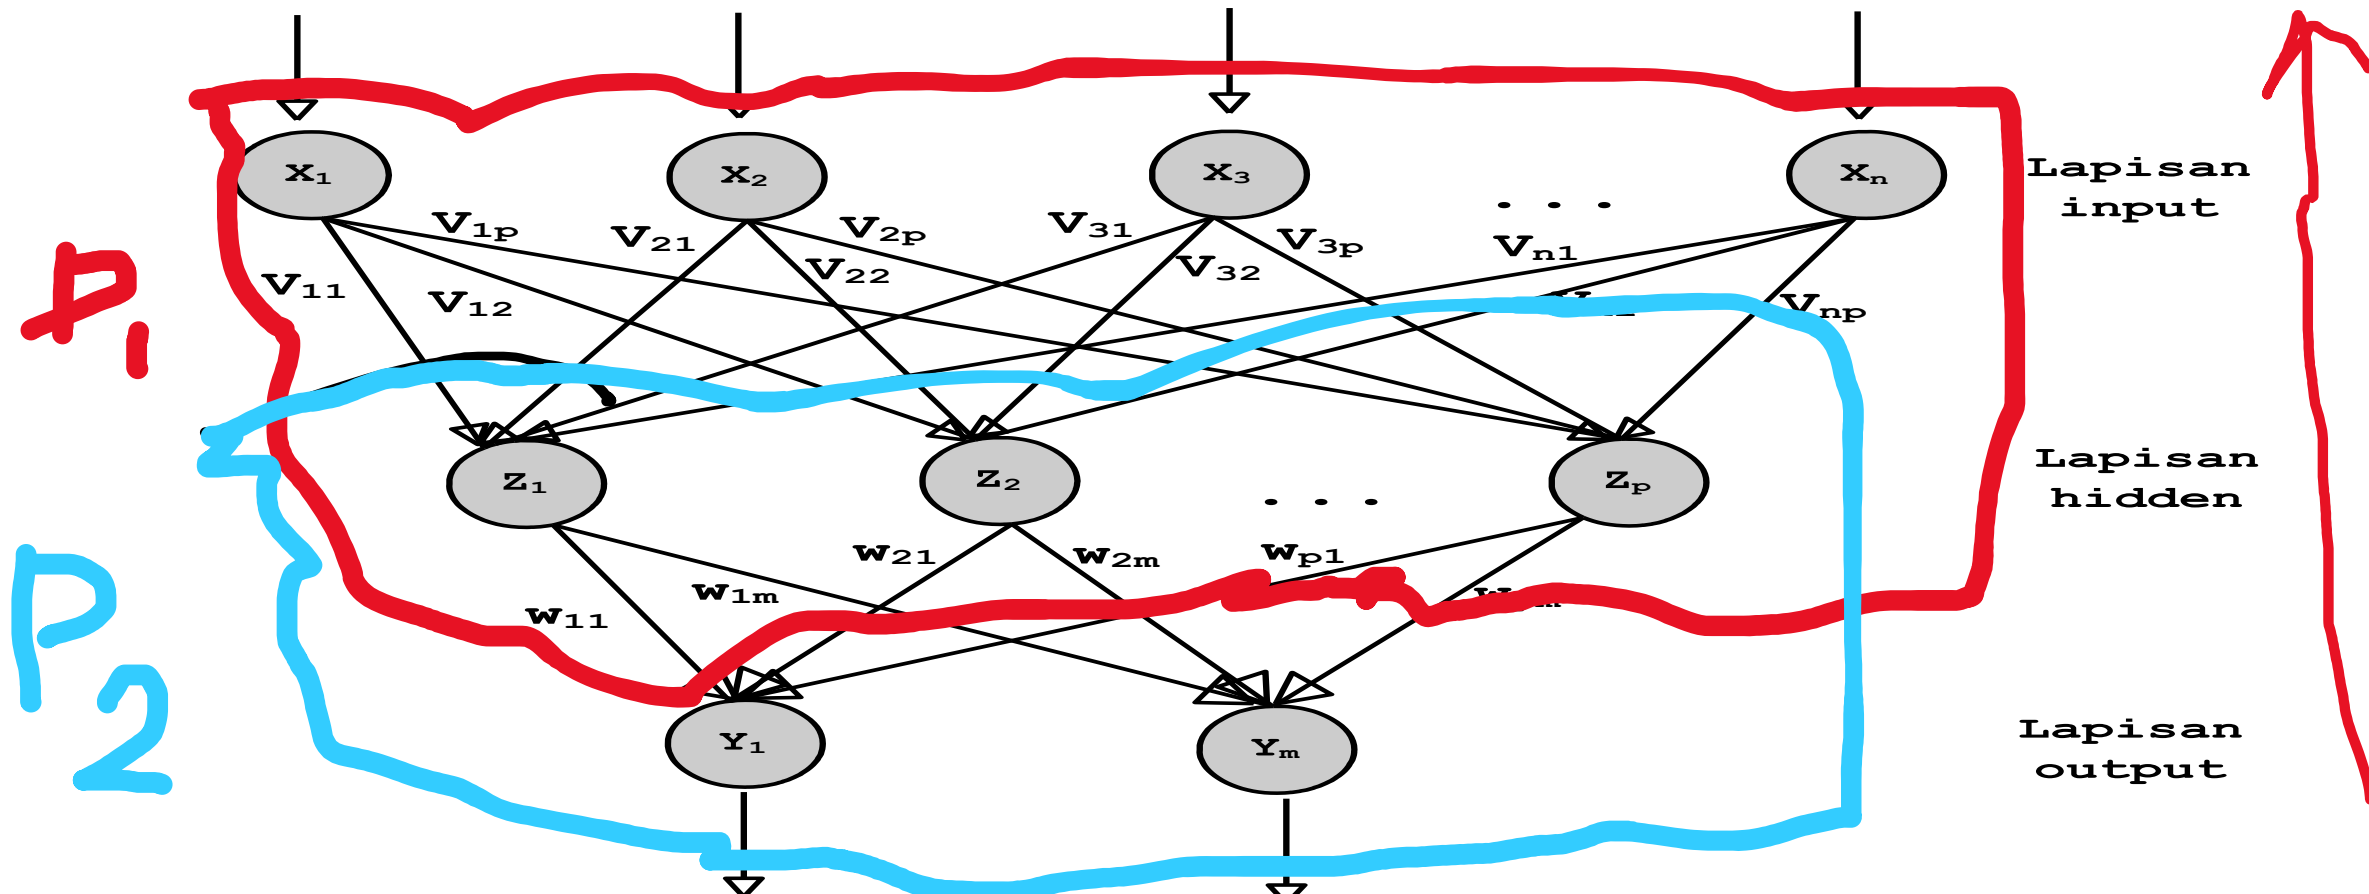 X1 X2 X3 Xn
Lapisan
input
. . .
V1p V21 V2p V31 V3p Vn1
V11 V12 V22 V32 Vnp
P1
Z1 Z2 Zp
. . .
Lapisan
hidden
w21 w2m wp1
w11 w1m
P2
Y1 Ym
Lapisan
output